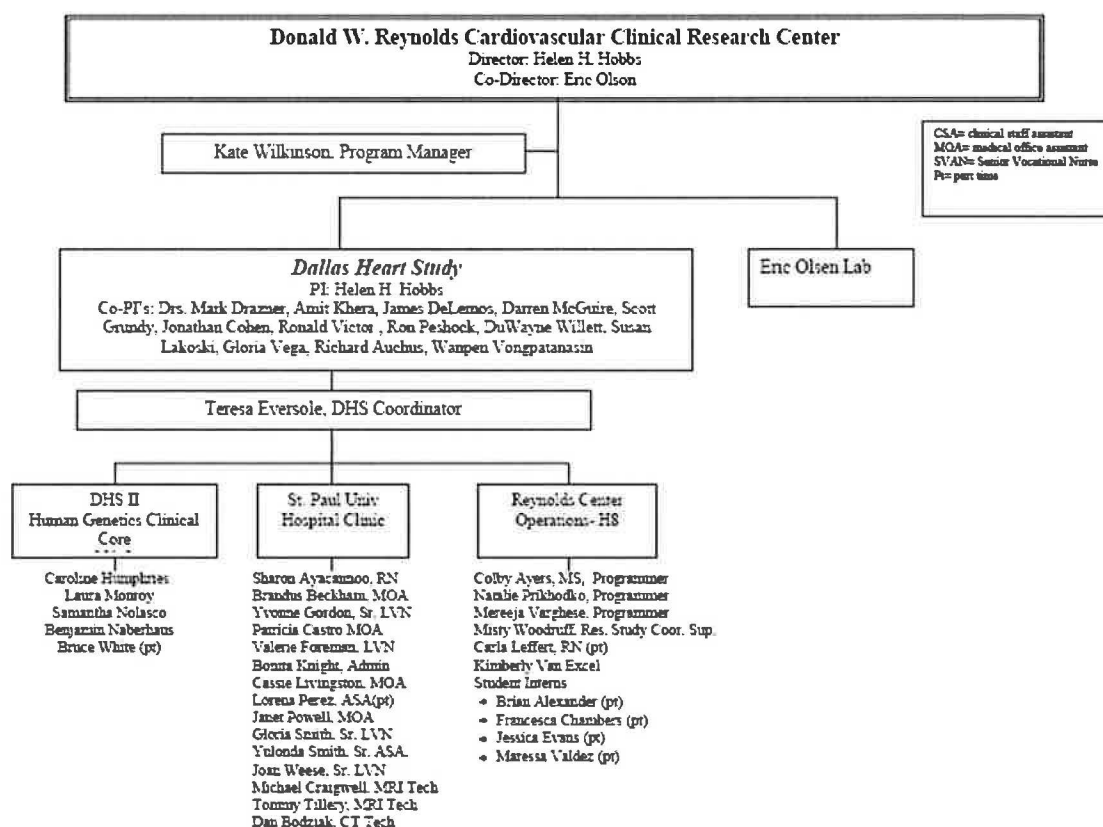 Donald W. Reynolds Cardiovascular Clinical Research Center
Director: Helen H. Hobbs
Co-Director: Eric Olson
Kate Wilkinson, Program Manager
CSA= clinical staff assistant
MOA= medical office assistant
SVAN= Senior Vocational Nurse
Pt= part time
Dallas Heart Study
PI: Helen H. Hobbs
Co-PI's: Drs. Mark Drazner, Amit Khera, James DeLemos, Darren McGuire, Scott
Grundy, Jonathan Cohen, Ronald Victor , Ron Peshock, DuWayne Willett, Susan
Lakoski, Gloria Vega, Richard Auchus, Wanpen Vongpatanasin
Eric Olsen Lab
Teresa Eversole, DHS Coordinator
DHS II
Human Genetics Clinical
Core
St. Paul Univ
Hospital Clinic
Reynolds Center
Operations- H8
Caroline Humphries
Laura Monroy
Samantha Nolasco
Benjamin Naberhaus
Bruce White (pt)
Sharon Ayacannoo, RN
Brandus Beckham, MOA
Yvonne Gordon, Sr. LVN
Patricia Castro MOA
Valerie Foreman, LVN
Bonita Knight, Admin
Cassie Livingston, MOA
Lorena Perez, ASA(pt)
Janet Powell, MOA
Gloria Smith, Sr. LVN
Yulonda Smith, Sr. ASA
Joan Weese, Sr. LVN
Michael Craigwell, MRI Tech
Tommy Tillery, MRI Tech
Dan Bodziak, CT Tech
Colby Ayers, MS, Programmer
Natalie Prikhodko, Programmer
Mereeja Varghese, Programmer
Misty Woodruff, Res. Study Coor. Sup.
Carla Leffert, RN (pt)
Kimberly Van Excel
Student Interns
Brian Alexander (pt)
Francesca Chambers (pt)
Jessica Evans (pt)
Maressa Valdez (pt)